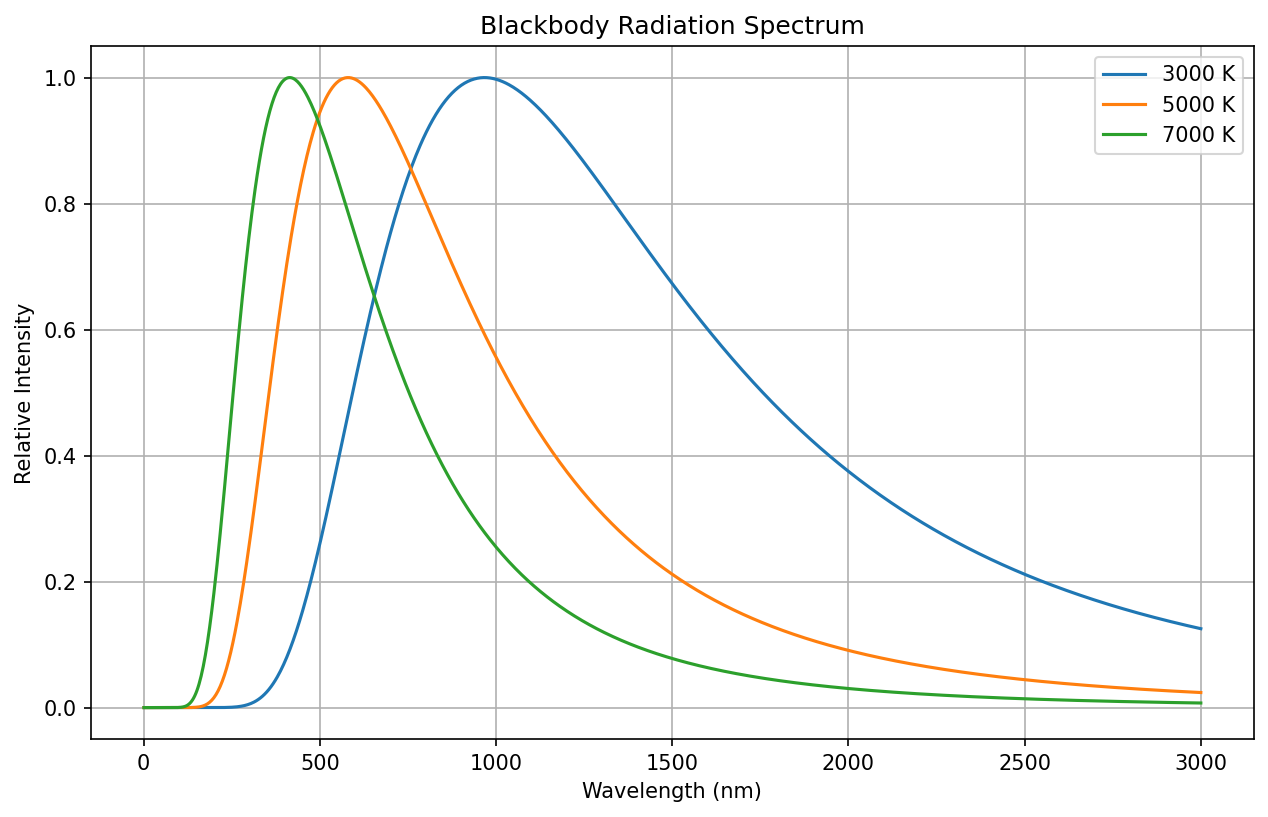 Blackbody Radiation Spectrum
3000 K
5000 K
7000 K
Relative Intensity
1.0
0.8
0.6
0.4
0.2
0.0
0 500 1000 1500 2000 2500 3000
Wavelength (nm)